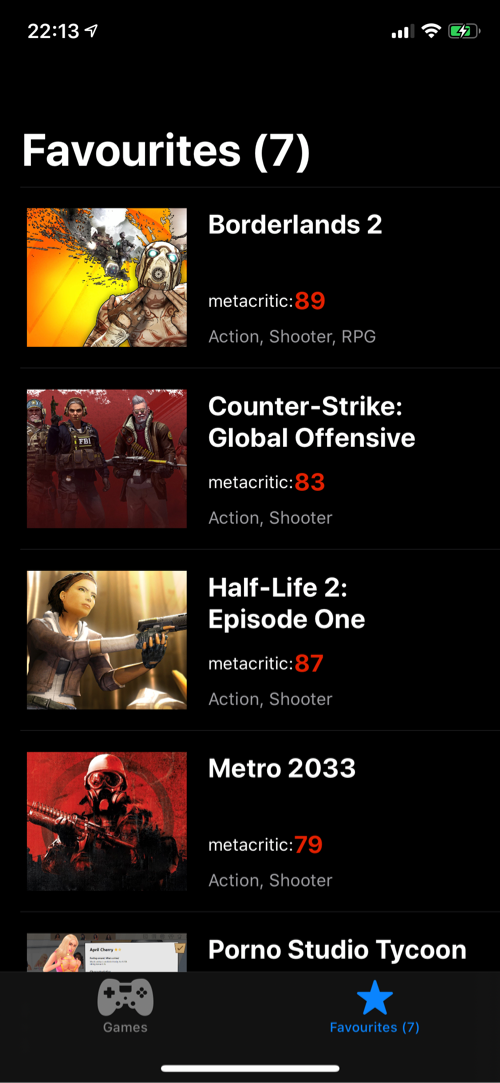 22:13
Favourites (7)
Borderlands 2
metacritic:89
Action, Shooter, RPG
FBI
Counter-Strike:
Global Offensive
metacritic:83
Action, Shooter
Half-Life 2:
Episode One
metacritic:87
Action, Shooter
Metro 2033
metacritic:79
Action, Shooter
April Cherry
Porno Studio Tycoon
Games
Favourites (7)